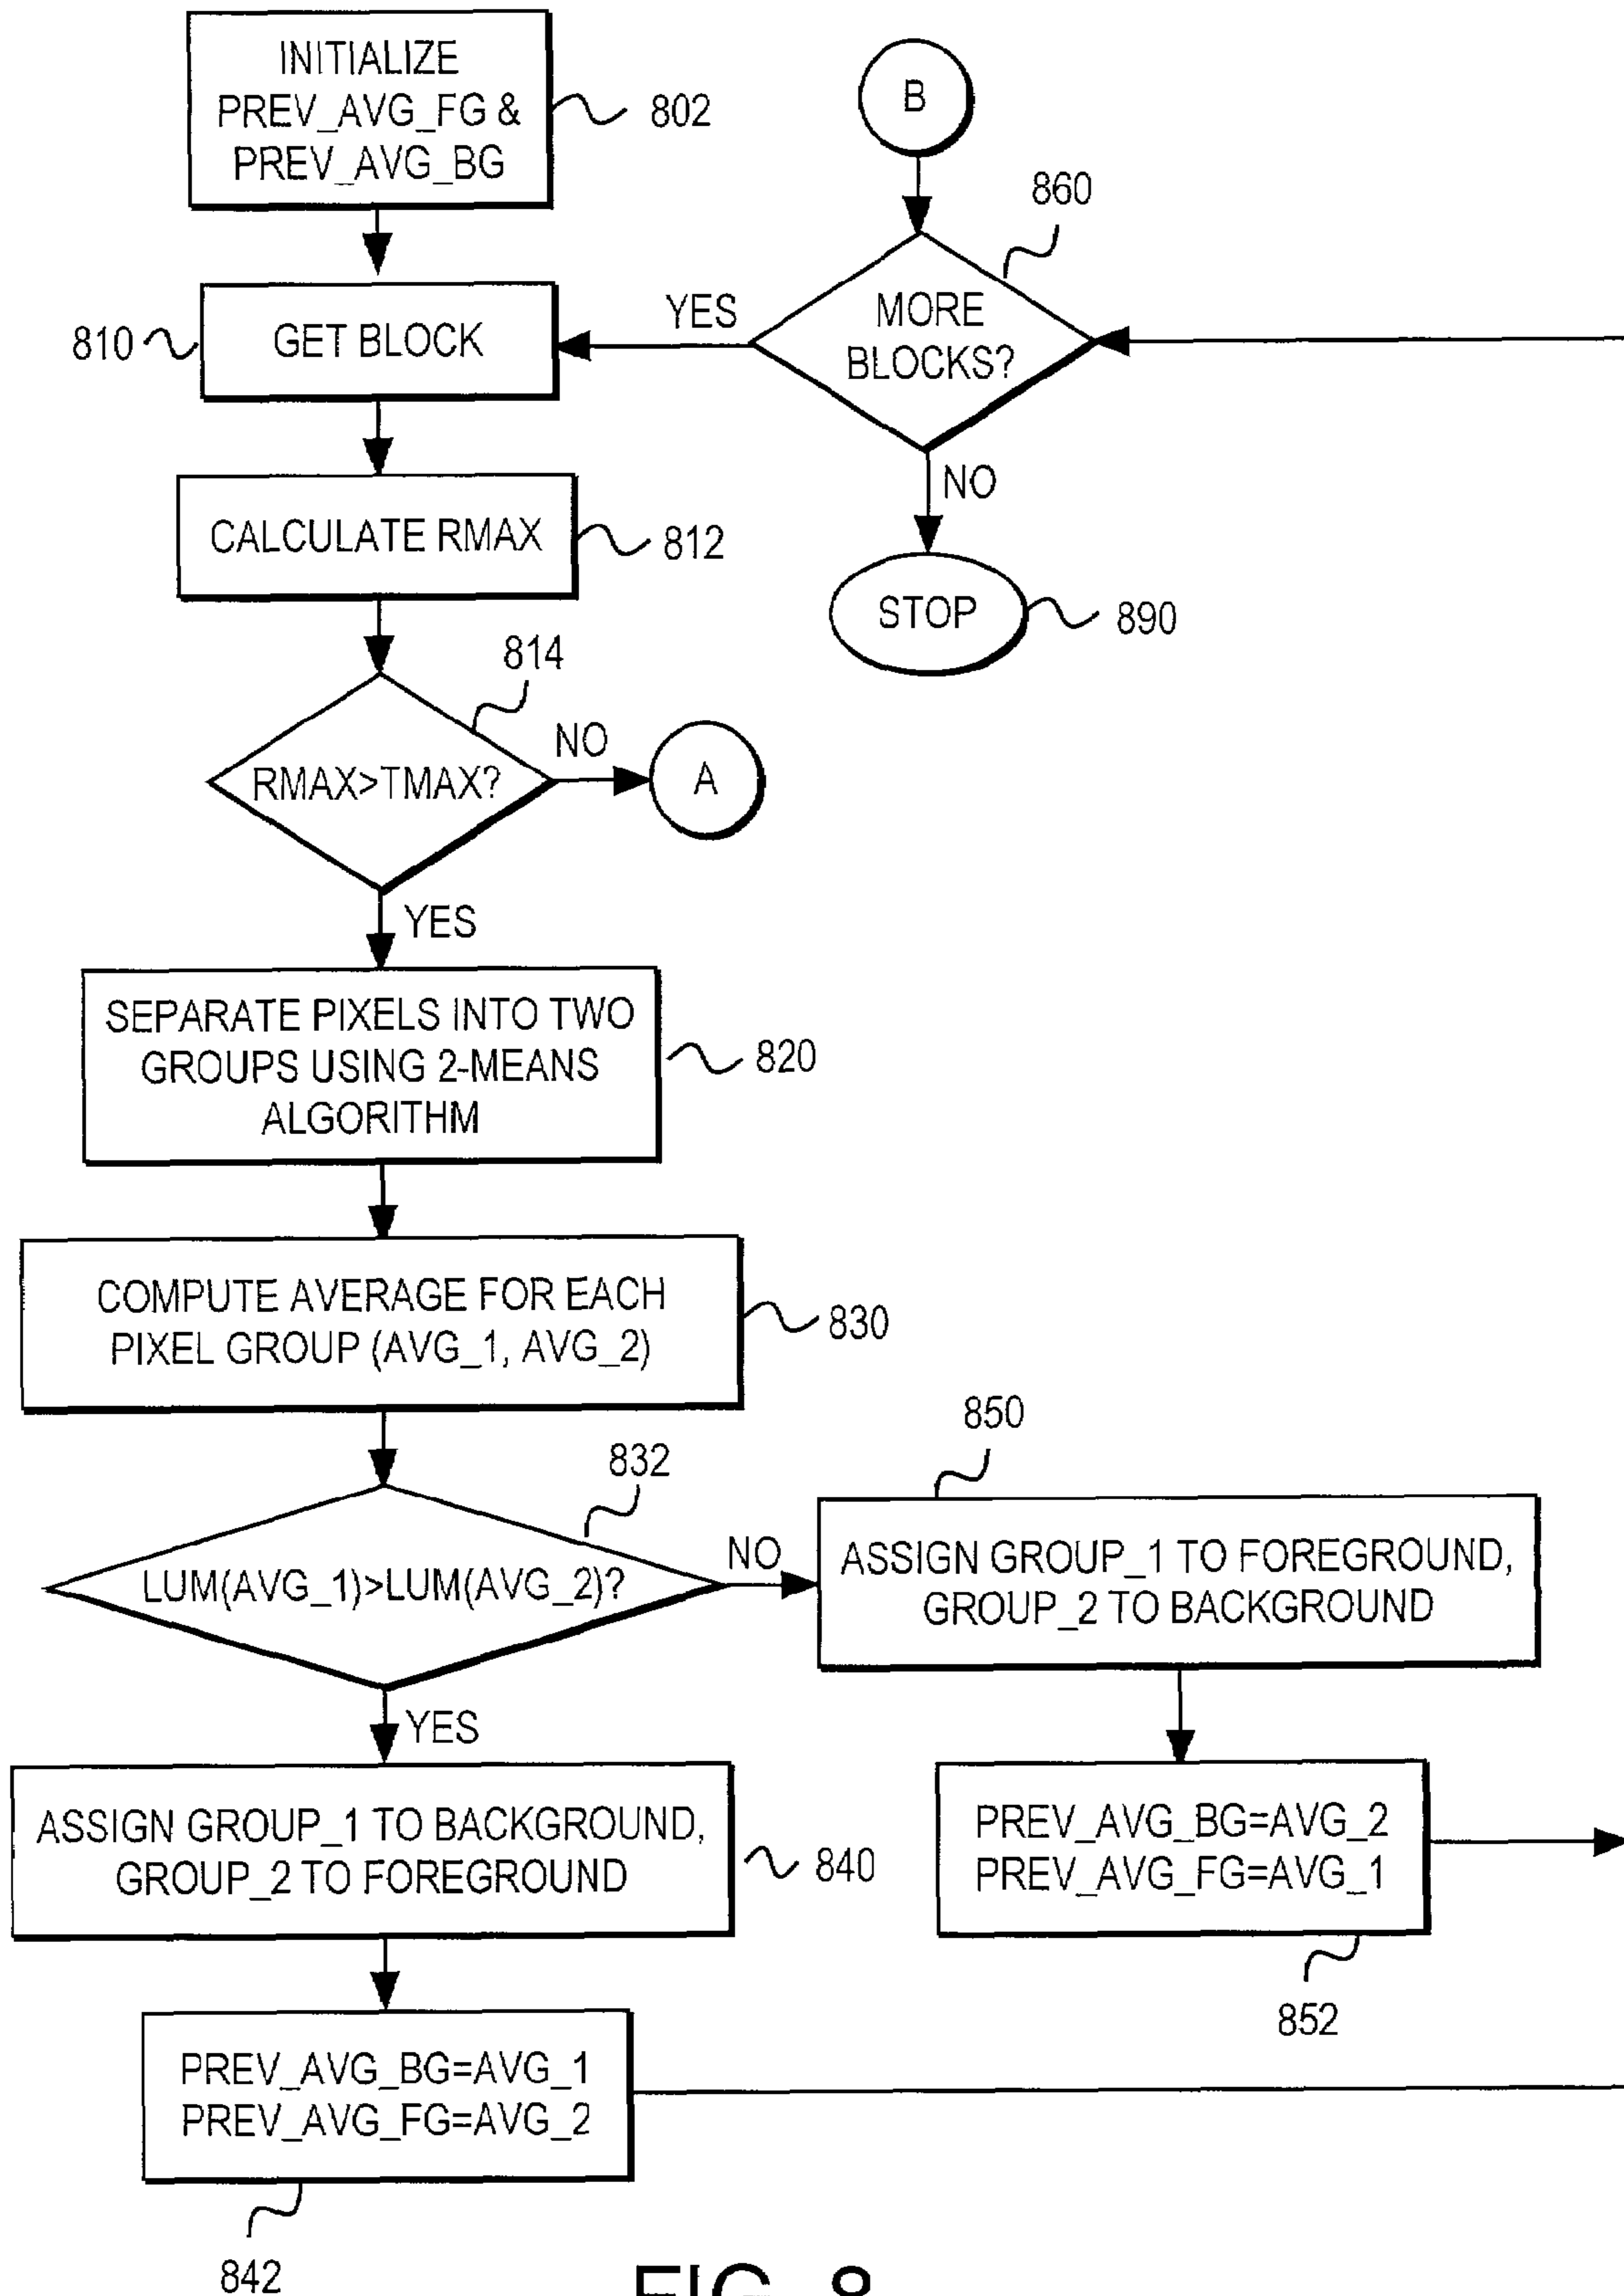 INITIALIZE
PREV_AVG_FG &
PREV_AVG_BG
802
B
860
810
GET BLOCK
YES
MORE
BLOCKS?
NO
CALCULATE RMAX
812
STOP
890
814
RMAX>TMAX?
NO
A
YES
SEPARATE PIXELS INTO TWO
GROUPS USING 2-MEANS
ALGORITHM
820
COMPUTE AVERAGE FOR EACH
PIXEL GROUP (AVG_1, AVG_2)
830
832
LUM(AVG_1)>LUM(AVG_2)?
NO
850
ASSIGN GROUP_1 TO FOREGROUND,
GROUP_2 TO BACKGROUND
YES
ASSIGN GROUP_1 TO BACKGROUND,
GROUP_2 TO FOREGROUND
840
PREV_AVG_BG=AVG_2
PREV_AVG_FG=AVG_1
852
PREV_AVG_BG=AVG_1
PREV_AVG_FG=AVG_2
842
FIG. 8